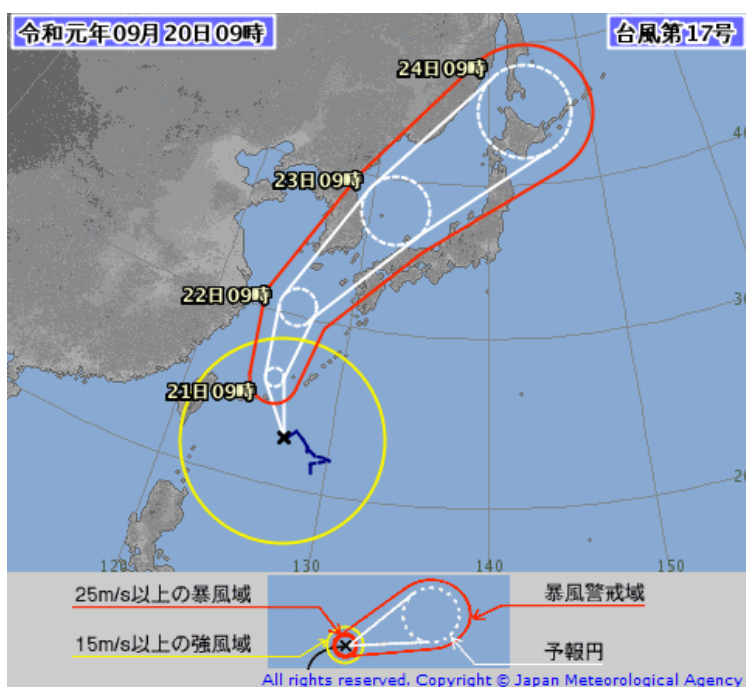 令和元年09月20日09時
台風第17号
24日09時
23日09時
22日09時
21日09時
40
30
20
120
130
140
150
25m/s以上の暴風域
暴風警戒域
15m/s以上の強風域
予報円
All rights reserved. Copyright © Japan Meteorological Agency